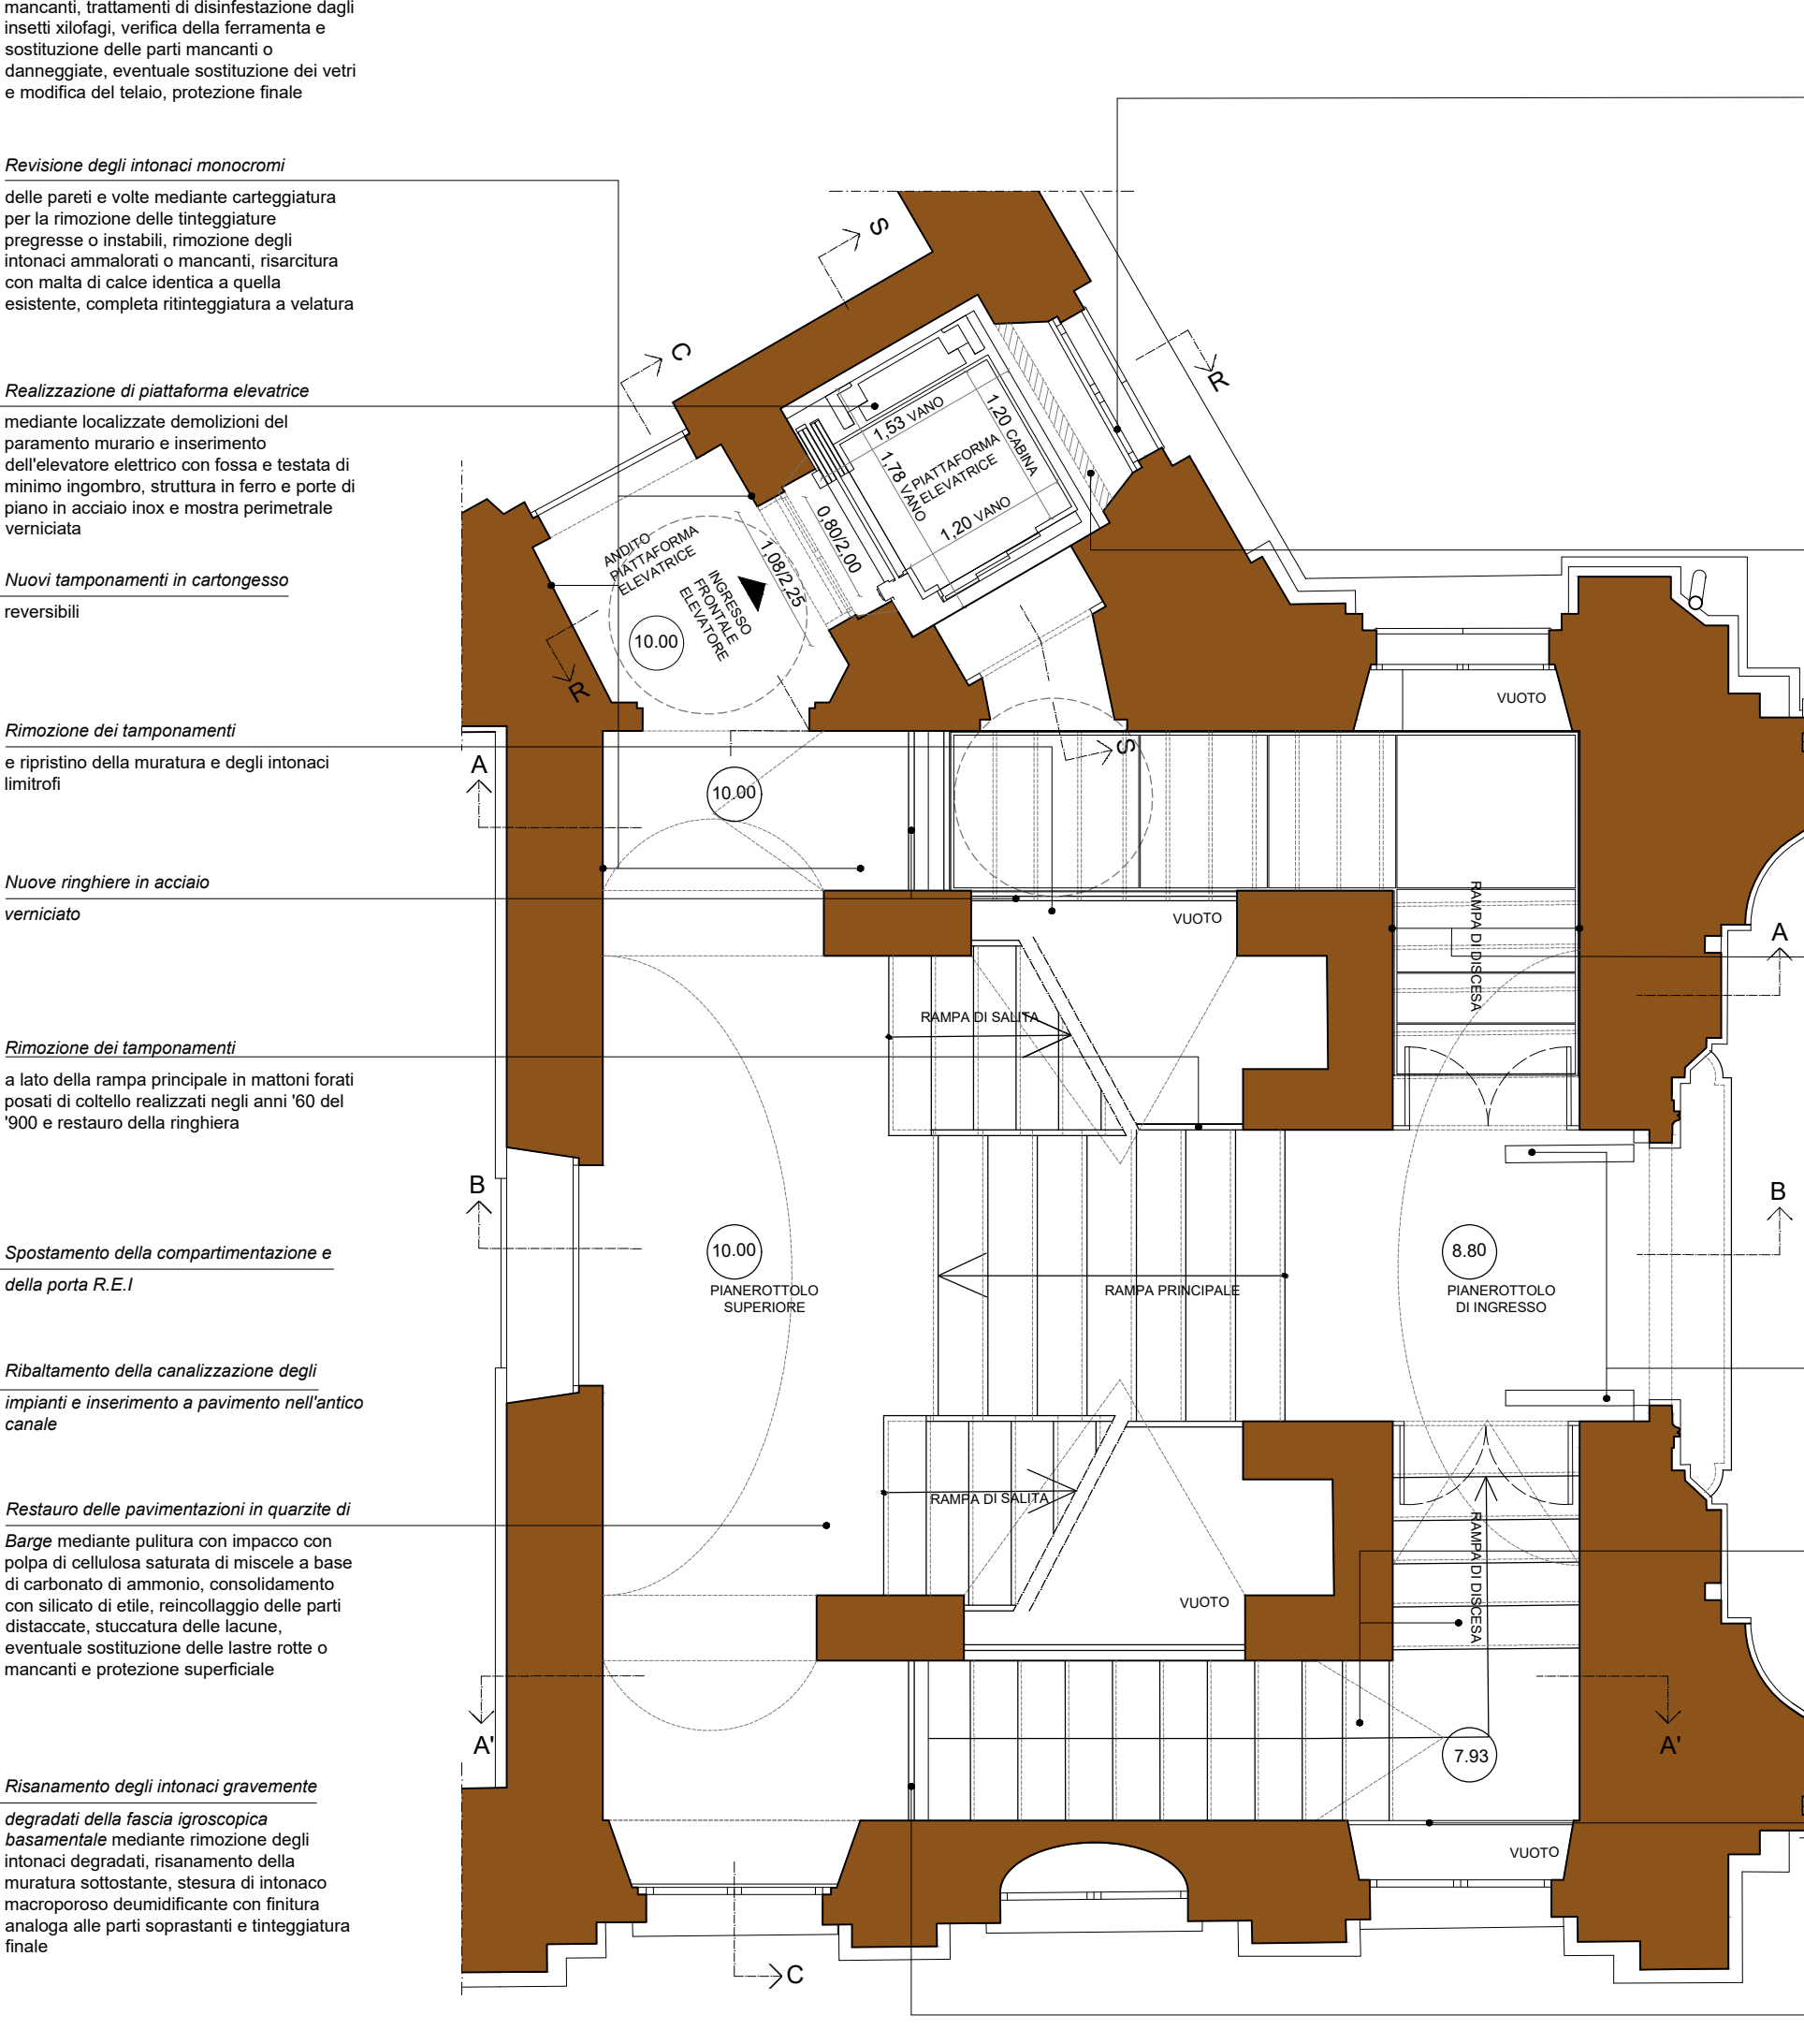 mancanti, trattamenti di disinfestazione dagli
insetti xilofagi, verifica della ferramenta e
sostituzione delle parti mancanti o
danneggiate, eventuale sostituzione dei vetri
e modifica del telaio, protezione finale
Revisione degli intonaci monocromi
delle pareti e volte mediante carteggiatura
per la rimozione delle tinteggiature
pregresse o instabili, rimozione degli
intonaci ammalorati o mancanti, risarcitura
con malta di calce identica a quella
esistente, completa ritinteggiatura a velatura
Realizzazione di piattaforma elevatrice
mediante localizzate demolizioni del
paramento murario e inserimento
dell'elevatore elettrico con fossa e testata di
minimo ingombro, struttura in ferro e porte di
piano in acciaio inox e mostra perimetrale
verniciata
Nuovi tamponamenti in cartongesso
reversibili
Rimozione dei tamponamenti
e ripristino della muratura e degli intonaci
limitrofi
Nuove ringhiere in acciaio
verniciato
Rimozione dei tamponamenti
a lato della rampa principale in mattoni forati
posati di coltello realizzati negli anni '60 del
'900 e restauro della ringhiera
Spostamento della compartimentazione e
della porta R.E.I
Ribaltamento della canalizzazione degli
impianti e inserimento a pavimento nell'antico
canale
Restauro delle pavimentazioni in quarzite di
Barge mediante pulitura con impacco con
polpa di cellulosa saturata di miscele a base
di carbonato di ammonio, consolidamento
con silicato di etile, reincollaggio delle parti
distaccate, stuccatura delle lacune,
eventuale sostituzione delle lastre rotte o
mancanti e protezione superficiale
Risanamento degli intonaci gravemente
degradati della fascia igroscopica
basamentale mediante rimozione degli
intonaci degradati, risanamento della
muratura sottostante, stesura di intonaco
macroporoso deumidificante con finitura
analoga alle parti soprastanti e tinteggiatura
finale
S
C
R
1,53 VANO
1,20 CABINA
PIATTAFORMA
ELEVATRICE
1,78 VANO
1,20 VANO
0,80/2,00
1,08/2,25
ANDITO
PIATTAFORMA
ELEVATRICE
INGRESSO
FRONTALE
ELEVATORE
10.00
R
VUOTO
S
A
10.00
VUOTO
RAMPA DI DISCESA
A
RAMPA DI SALITA
B
B
10.00
PIANEROTTOLO
SUPERIORE
RAMPA PRINCIPALE
8.80
PIANEROTTOLO
DI INGRESSO
RAMPA DI SALITA
RAMPA DI DISCESA
VUOTO
A'
7.93
A'
VUOTO
C